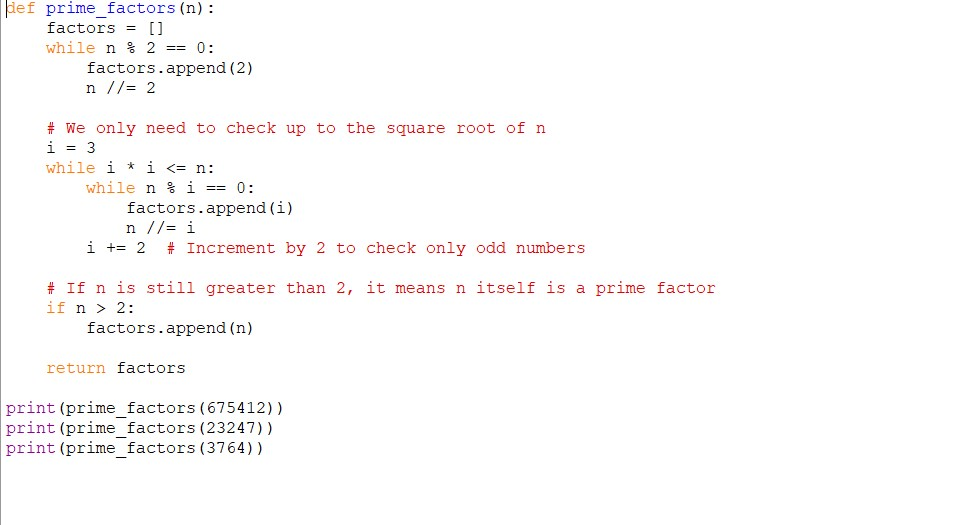 def prime_factors(n):
    factors = []
    while n % 2 == 0:
        factors.append(2)
        n //= 2

    # We only need to check up to the square root of n
    i = 3
    while i * i <= n:
        while n % i == 0:
            factors.append(i)
            n //= i
        i += 2  # Increment by 2 to check only odd numbers

    # If n is still greater than 2, it means n itself is a prime factor
    if n > 2:
        factors.append(n)

    return factors

print(prime_factors(675412))
print(prime_factors(23247))
print(prime_factors(3764))